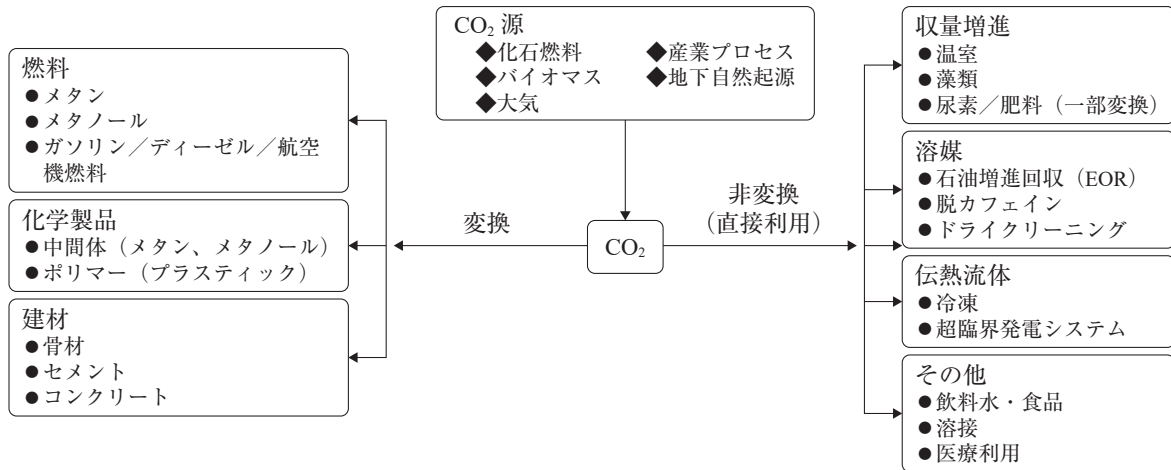 CO₂ 源
◆化石燃料 ◆産業プロセス
◆バイオマス ◆地下自然起源
◆大気
燃料
●メタン
●メタノール
●ガソリン／ディーゼル／航空
機燃料
化学製品
●中間体（メタン、メタノール）
●ポリマー（プラスティック）
建材
●骨材
●セメント
●コンクリート
変換
CO₂
非変換
（直接利用）
収量増進
●温室
●藻類
●尿素／肥料（一部変換）
溶媒
●石油増進回収（EOR）
●脱カフェイン
●ドライクリーニング
伝熱流体
●冷凍
●超臨界発電システム
その他
●飲料水・食品
●溶接
●医療利用